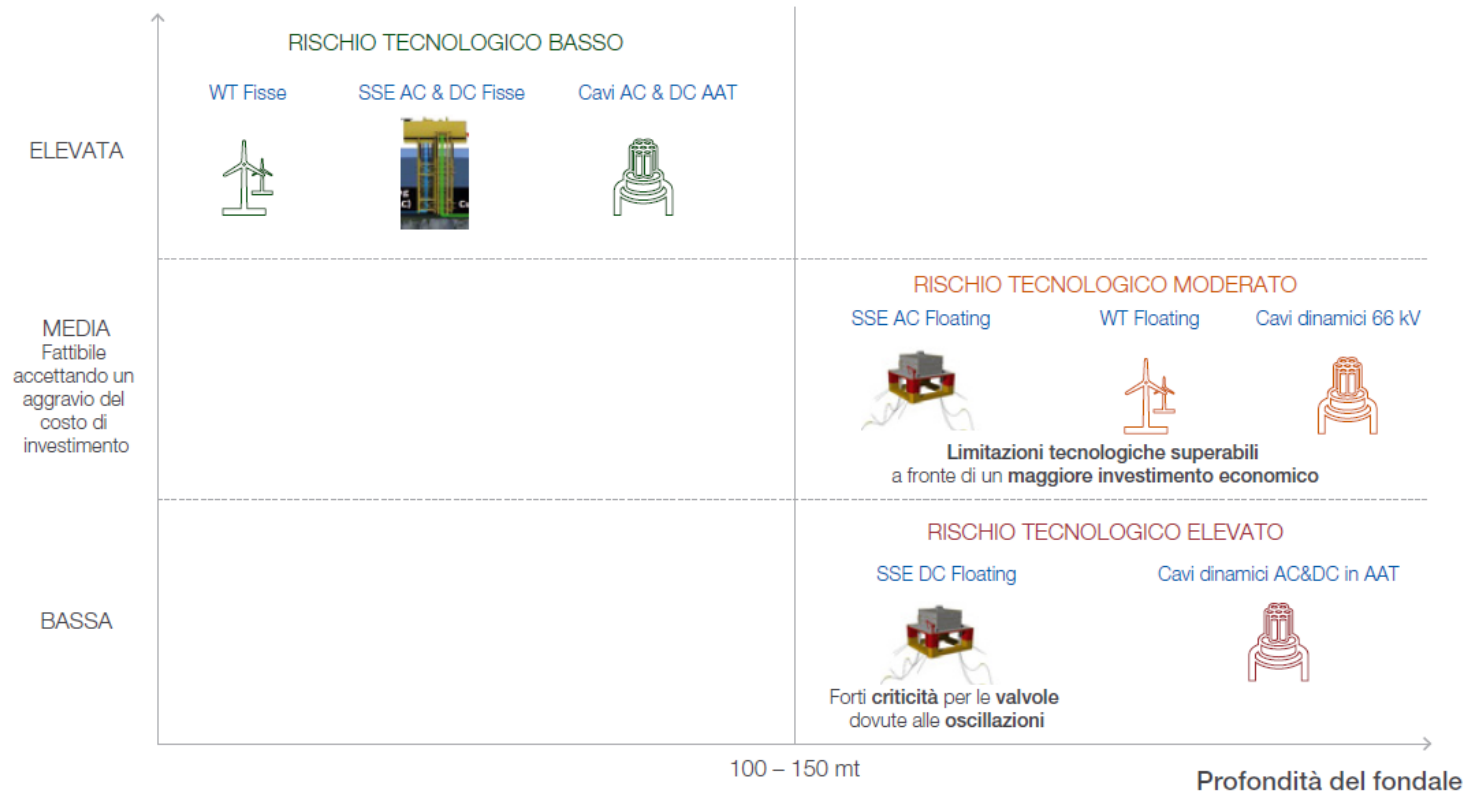 RISCHIO TECNOLOGICO BASSO
WT Fisse
SSE AC & DC Fisse
Cavi AC & DC AAT
ELEVATA
C)
RISCHIO TECNOLOGICO MODERATO
SSE AC Floating
WT Floating
Cavi dinamici 66 kV
MEDIA
Fattibile
accettando un
aggravio del
costo di
investimento
Limitazioni tecnologiche superabili
a fronte di un maggiore investimento economico
RISCHIO TECNOLOGICO ELEVATO
SSE DC Floating
Cavi dinamici AC&DC in AAT
BASSA
Forti criticità per le valvole
dovute alle oscillazioni
100 – 150 mt
Profondità del fondale